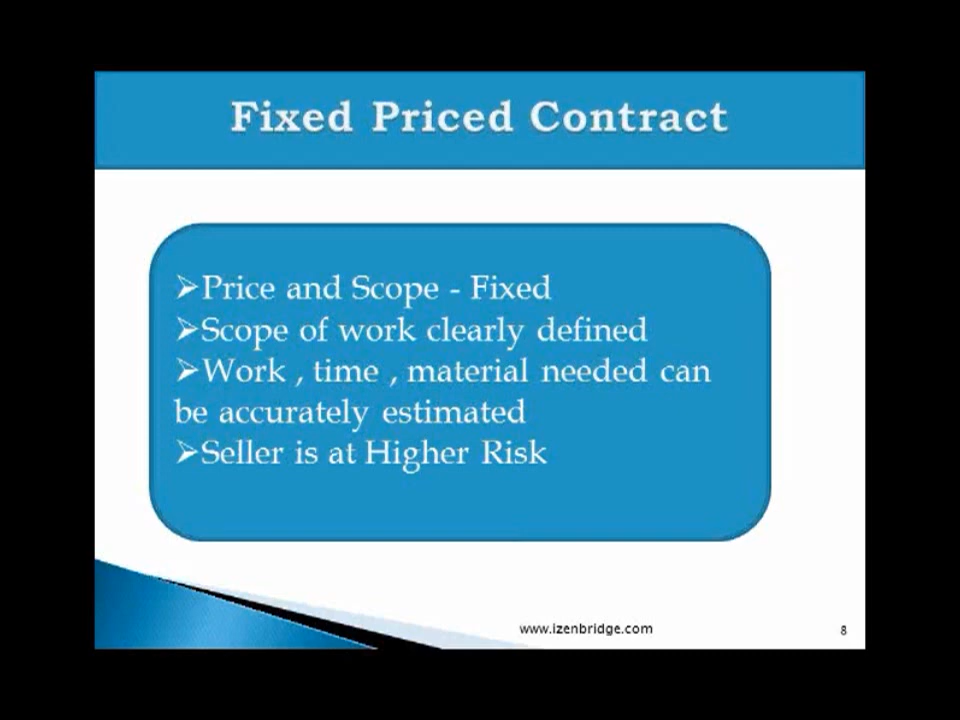 Fixed Priced Contract
➢Price and Scope - Fixed
➢Scope of work clearly defined
➢Work , time , material needed can
be accurately estimated
➢Seller is at Higher Risk
www.izenbridge.com
8